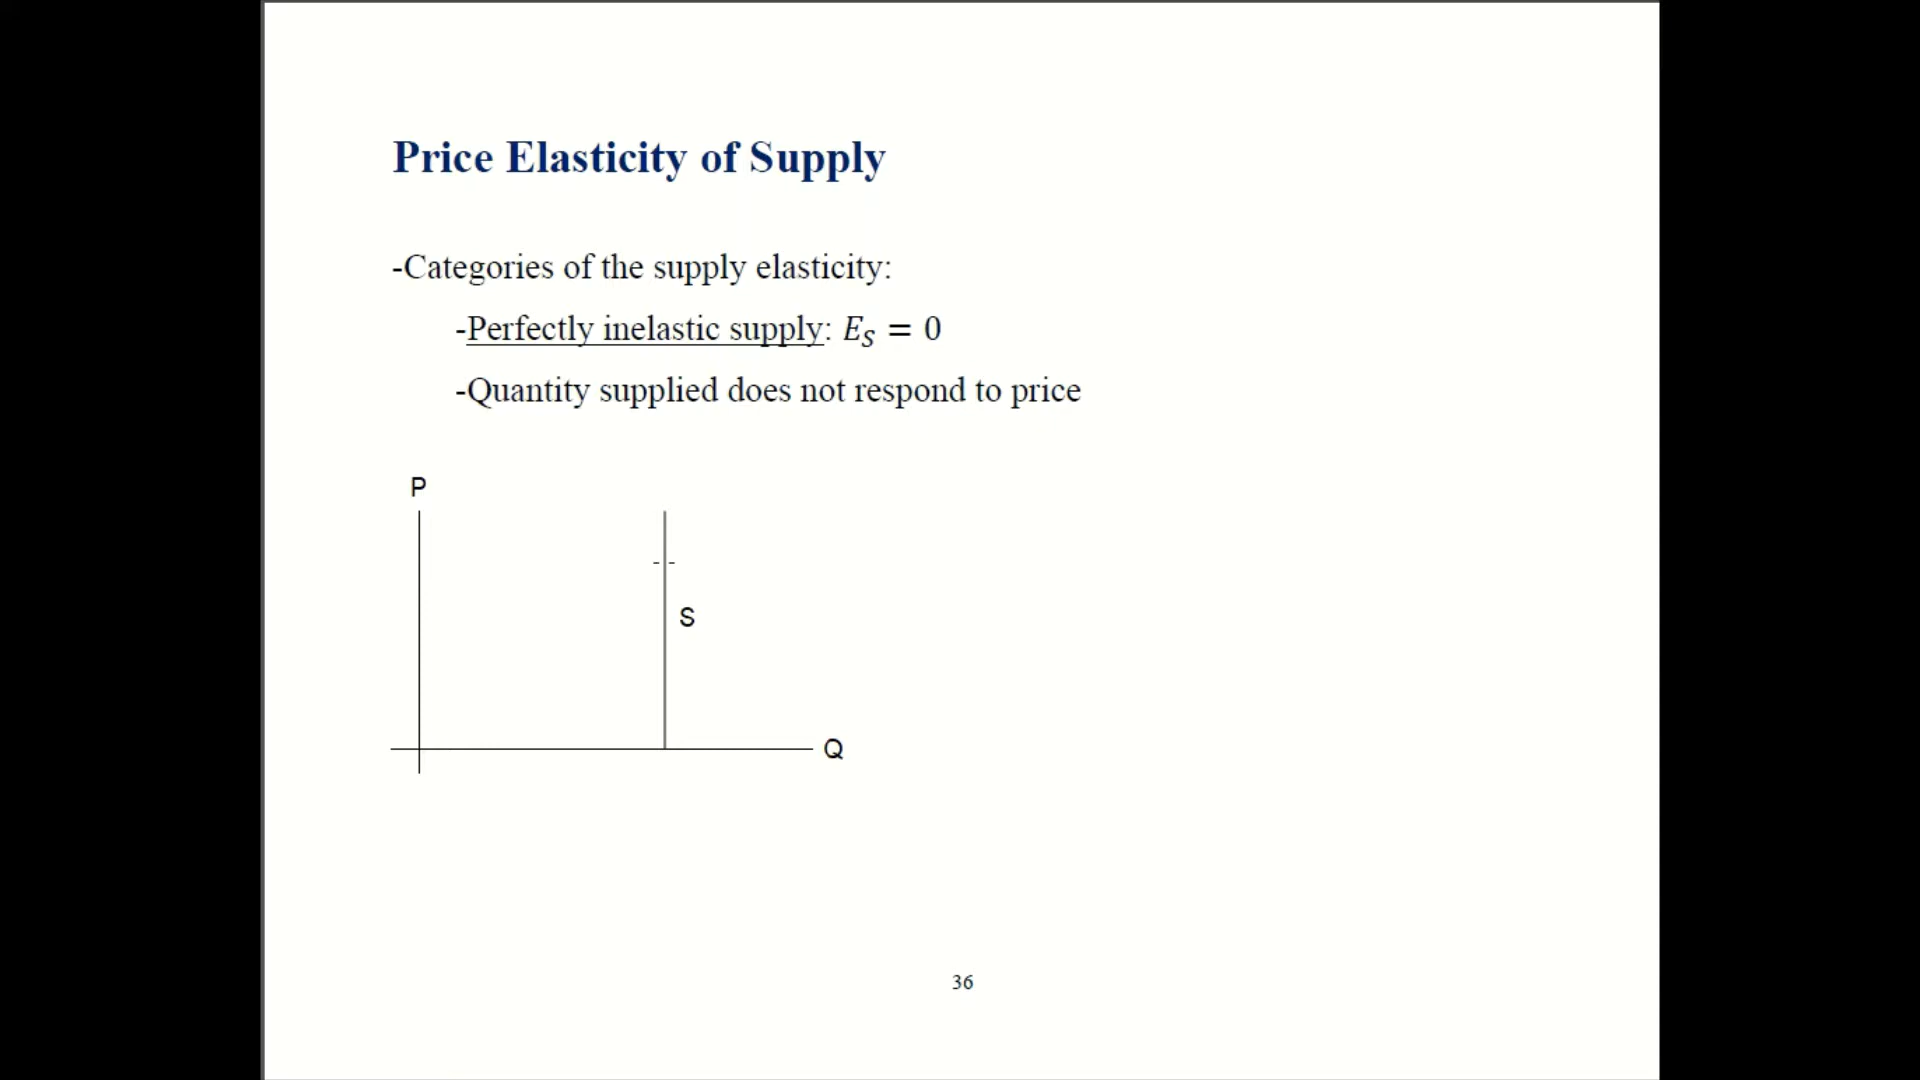 Price Elasticity of Supply
-Categories of the supply elasticity:
-Perfectly inelastic supply: E_S = 0
-Quantity supplied does not respond to price
P
S
Q
36